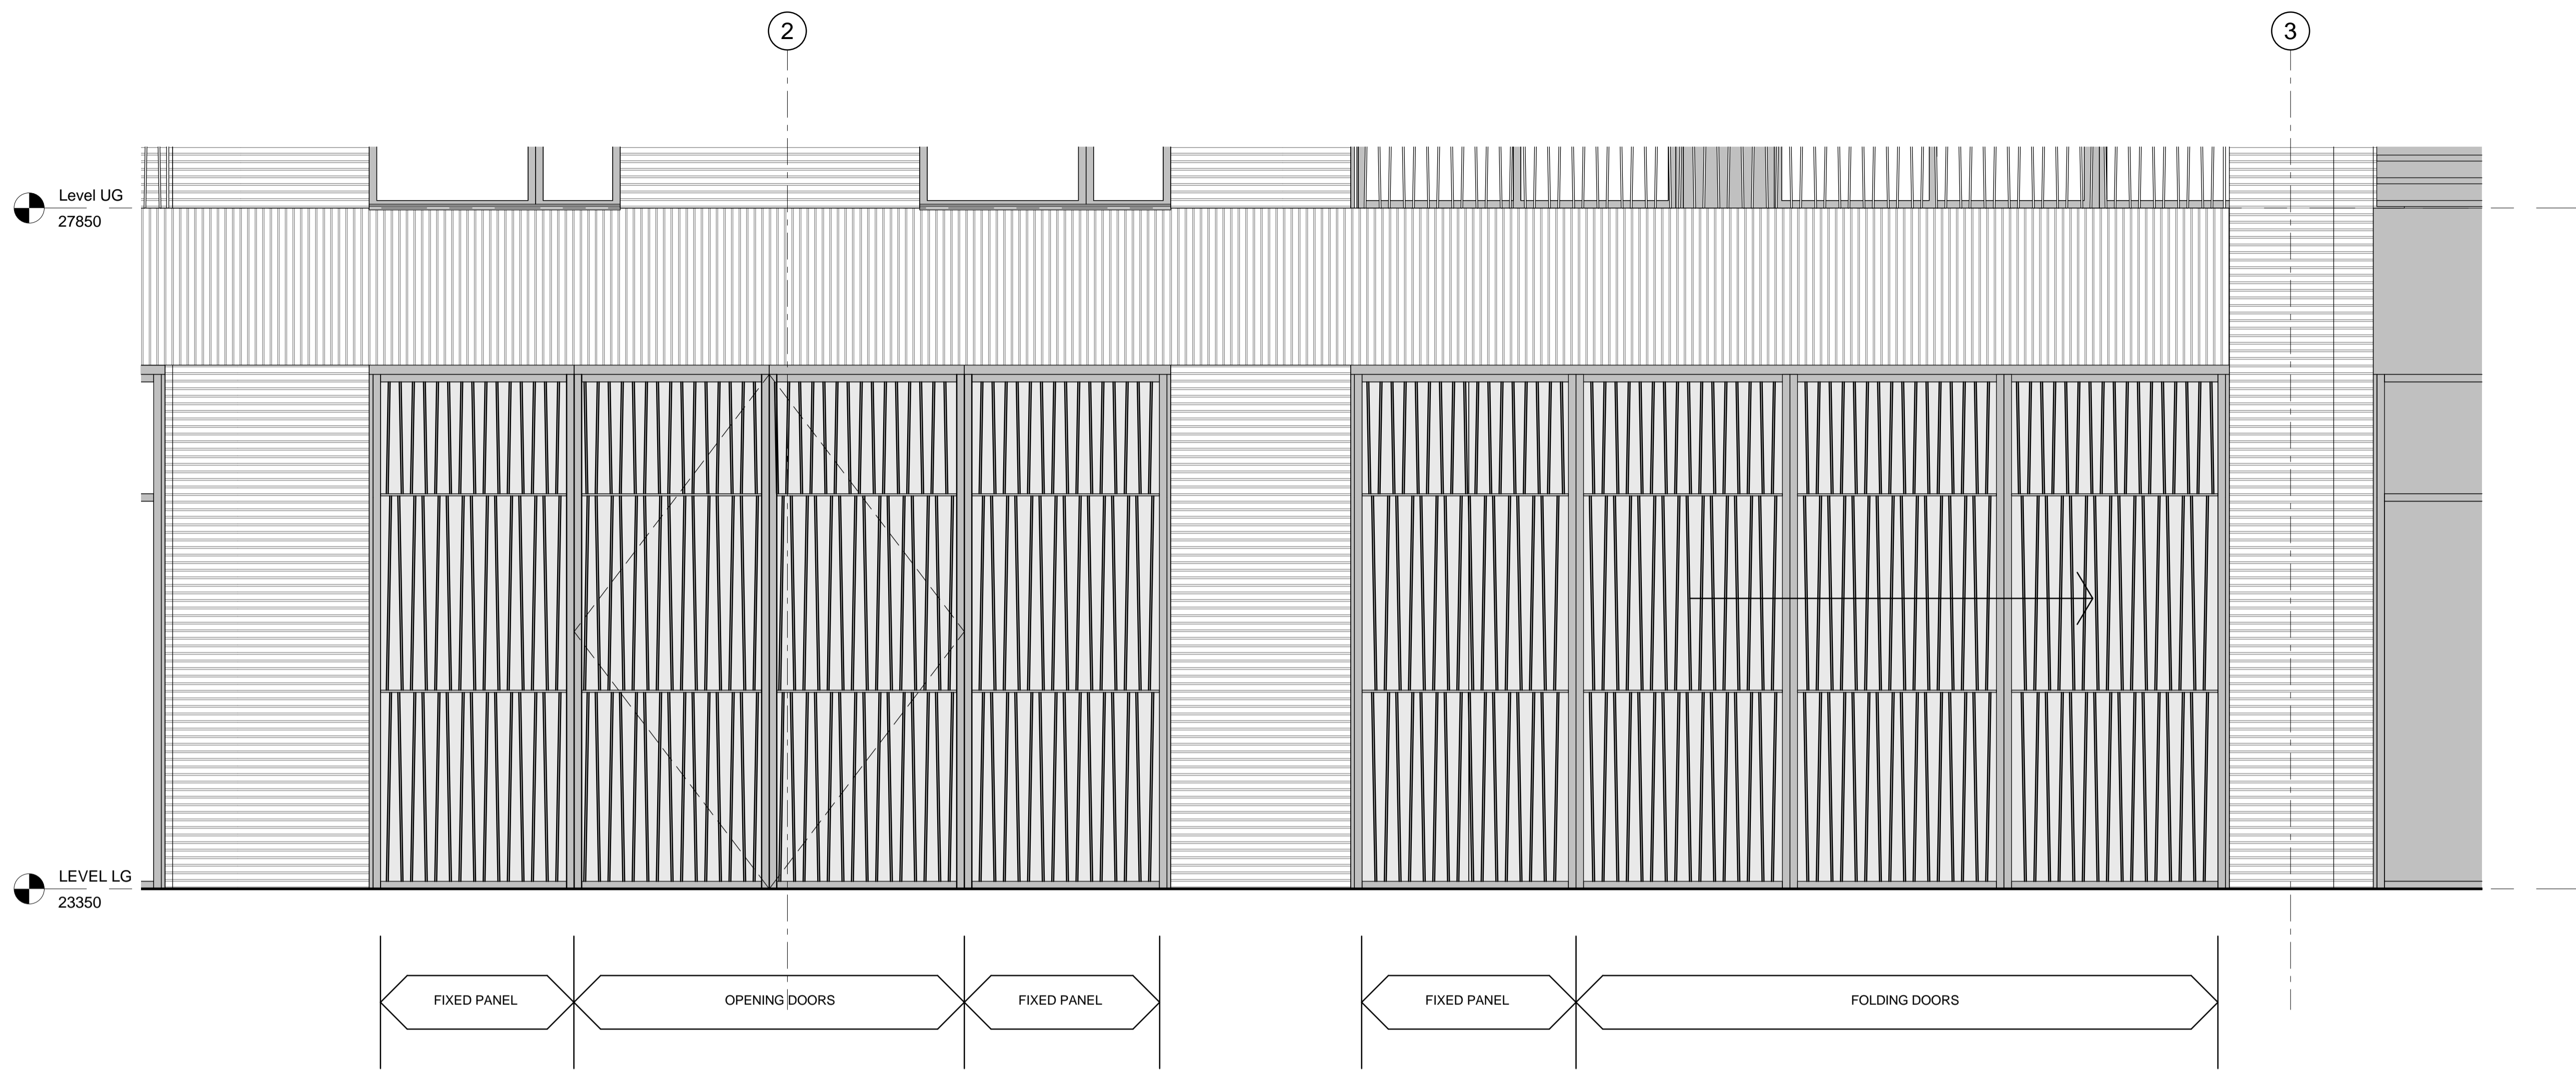 2
3
Level UG
27850
LEVEL LG
23350
FIXED PANEL
OPENING DOORS
FIXED PANEL
FIXED PANEL
FOLDING DOORS